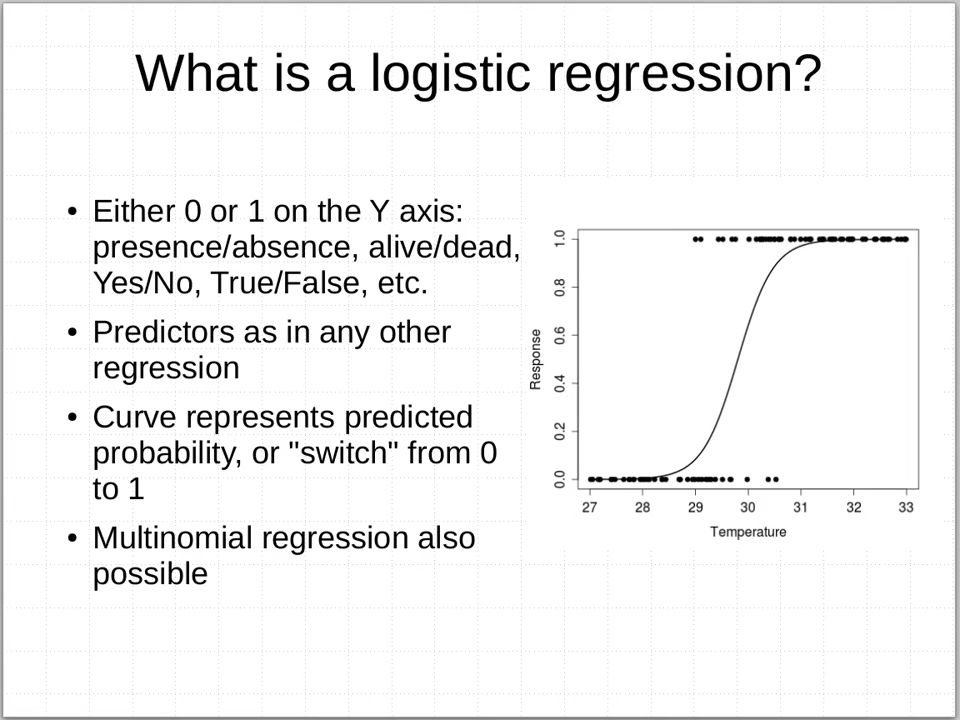 What is a logistic regression?
• Either 0 or 1 on the Y axis:
presence/absence, alive/dead,
Yes/No, True/False, etc.
• Predictors as in any other
regression
• Curve represents predicted
probability, or "switch" from 0
to 1
• Multinomial regression also
possible
1.0
0.8
0.6
0.4
0.2
0.0
Response
27 28 29 30 31 32 33
Temperature